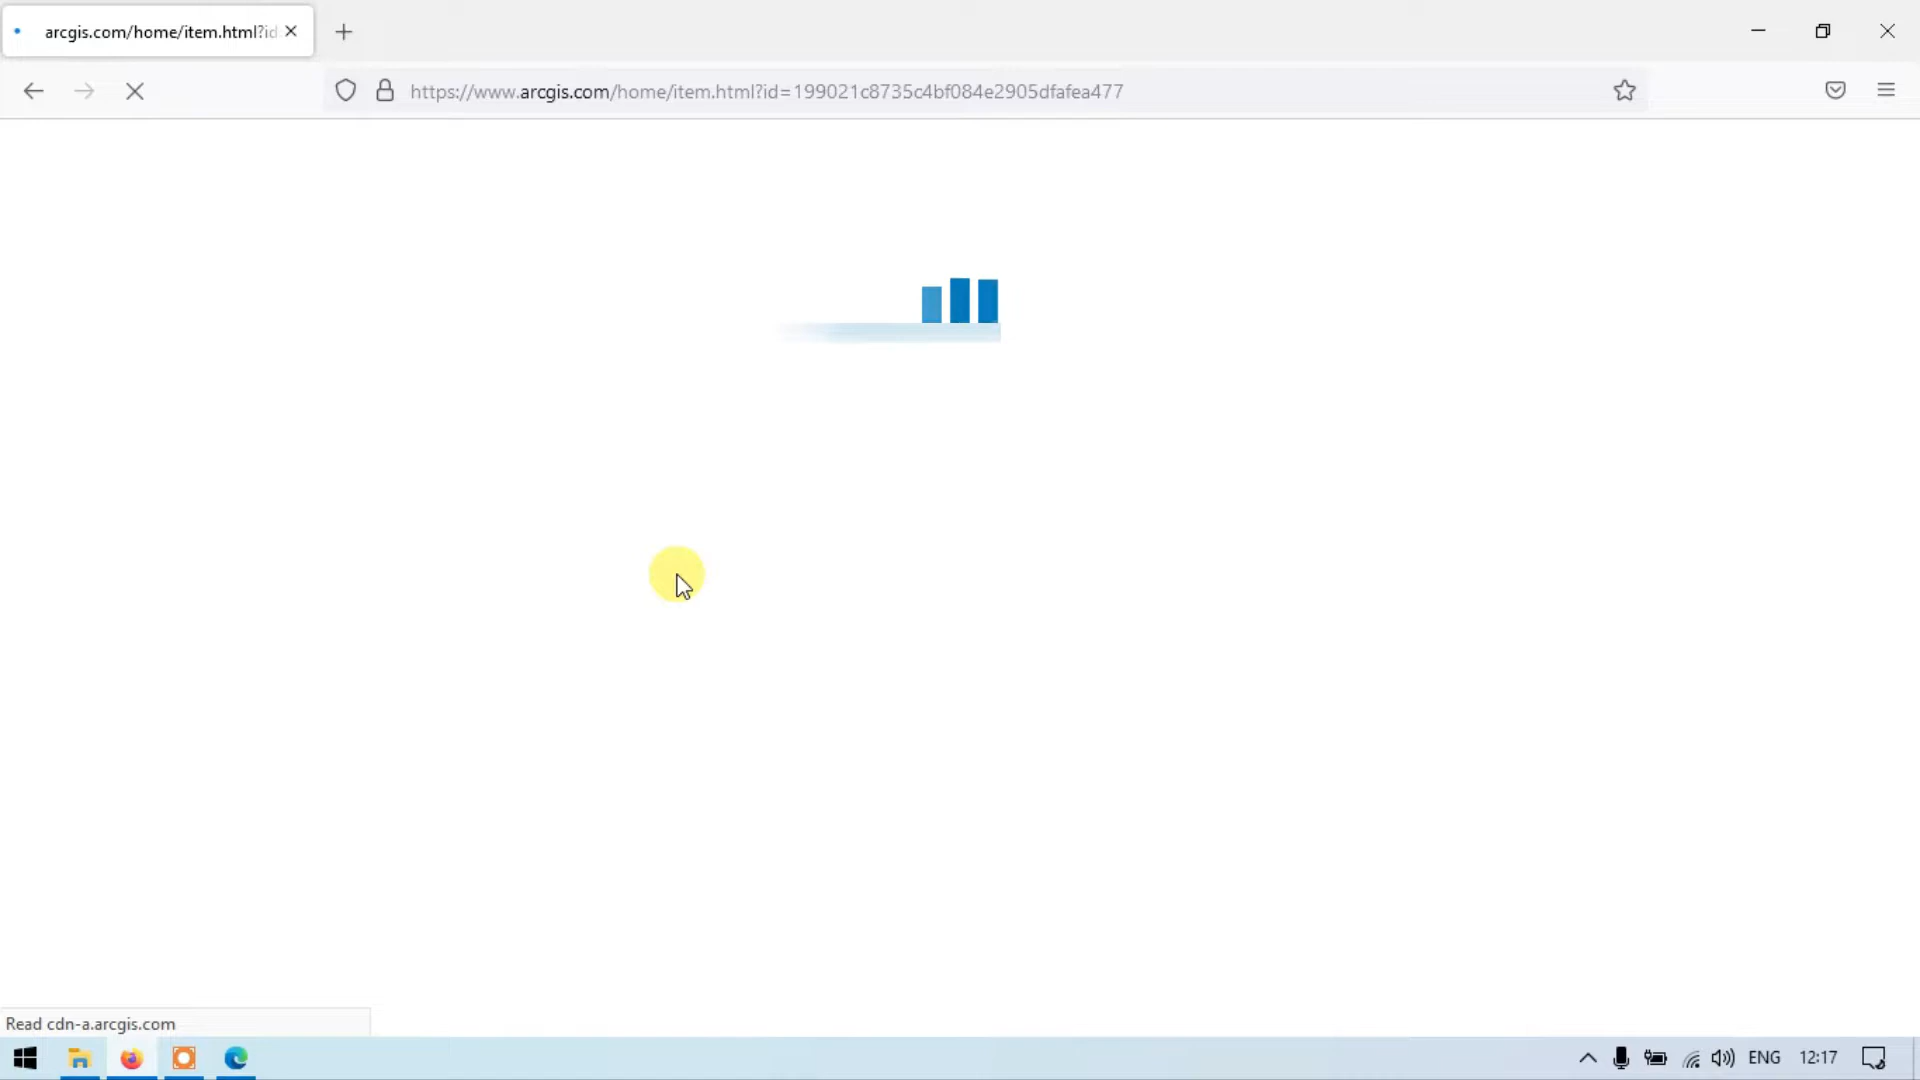 arcgis.com/home/item.html?id
https://www.arcgis.com/home/item.html?id=199021c8735c4bf084e2905dfafea477
Read cdn-a.arcgis.com
ENG 12:17